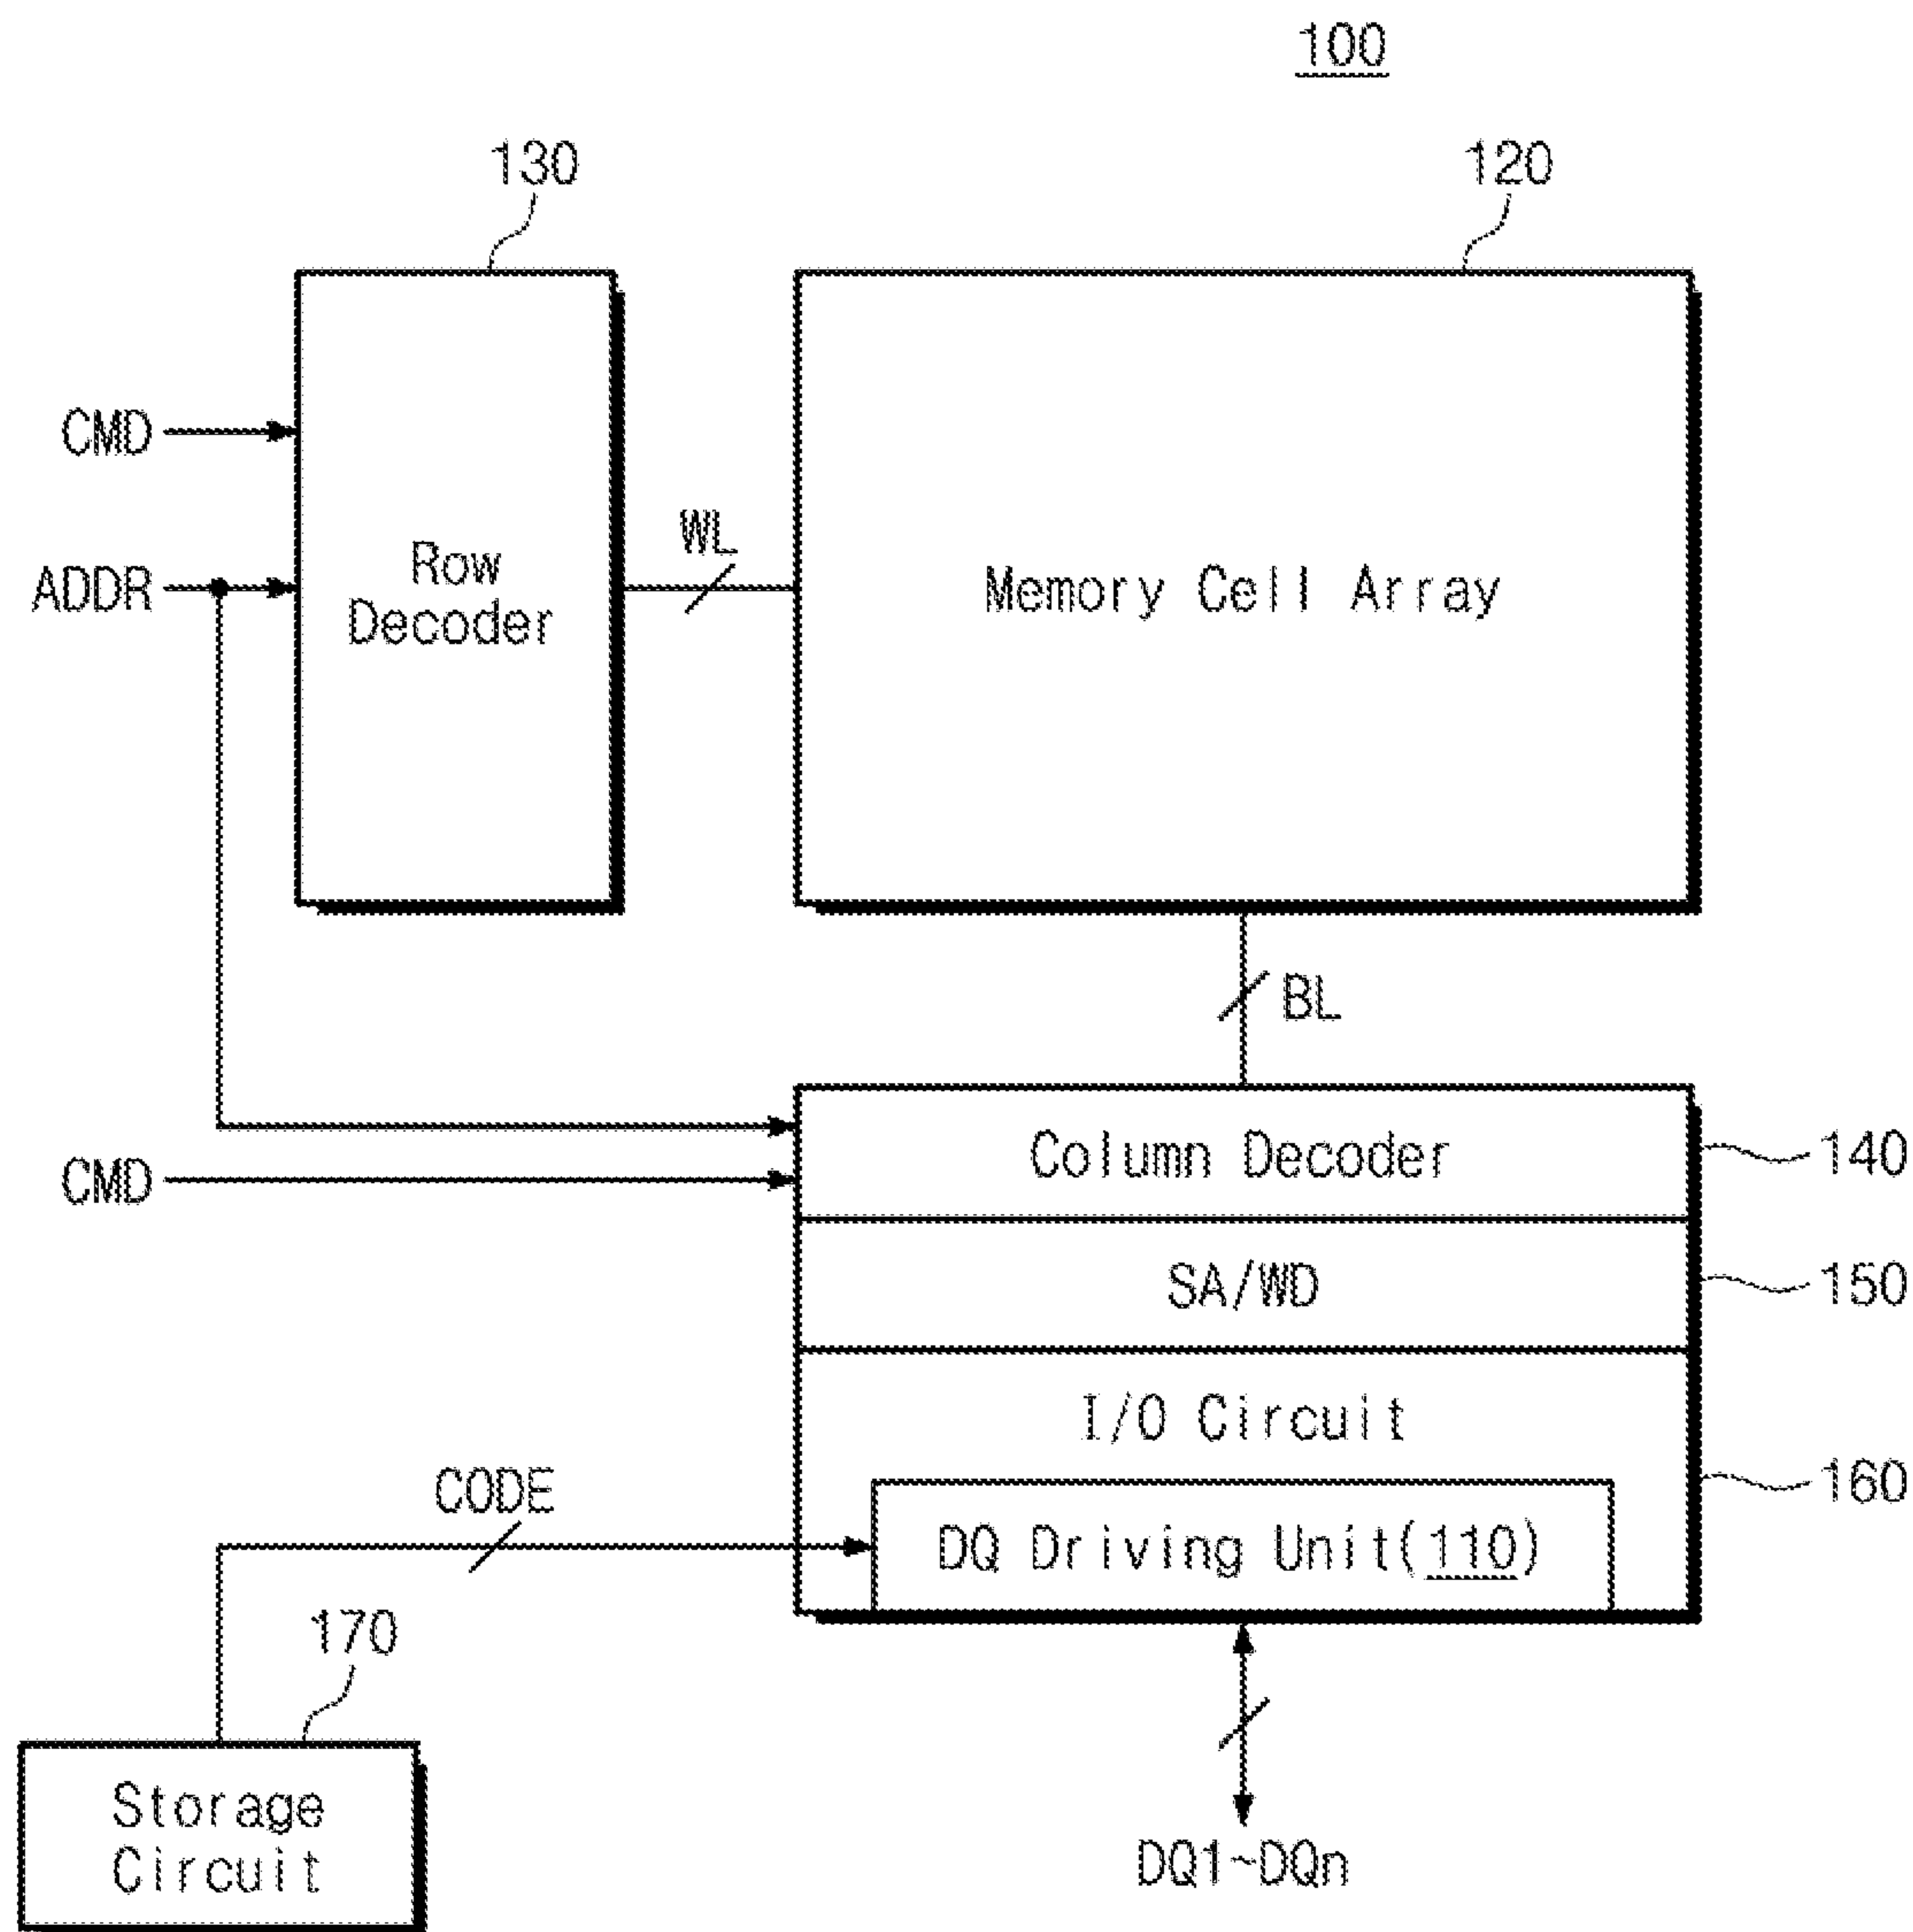 100
130
120
CMD
ADDR
Row
Decoder
WL
Memory Cell Array
BL
Column Decoder
140
CMD
SA/WD
150
I/O Circuit
160
CODE
DQ Driving Unit(110)
170
Storage
Circuit
DQ1~DQn